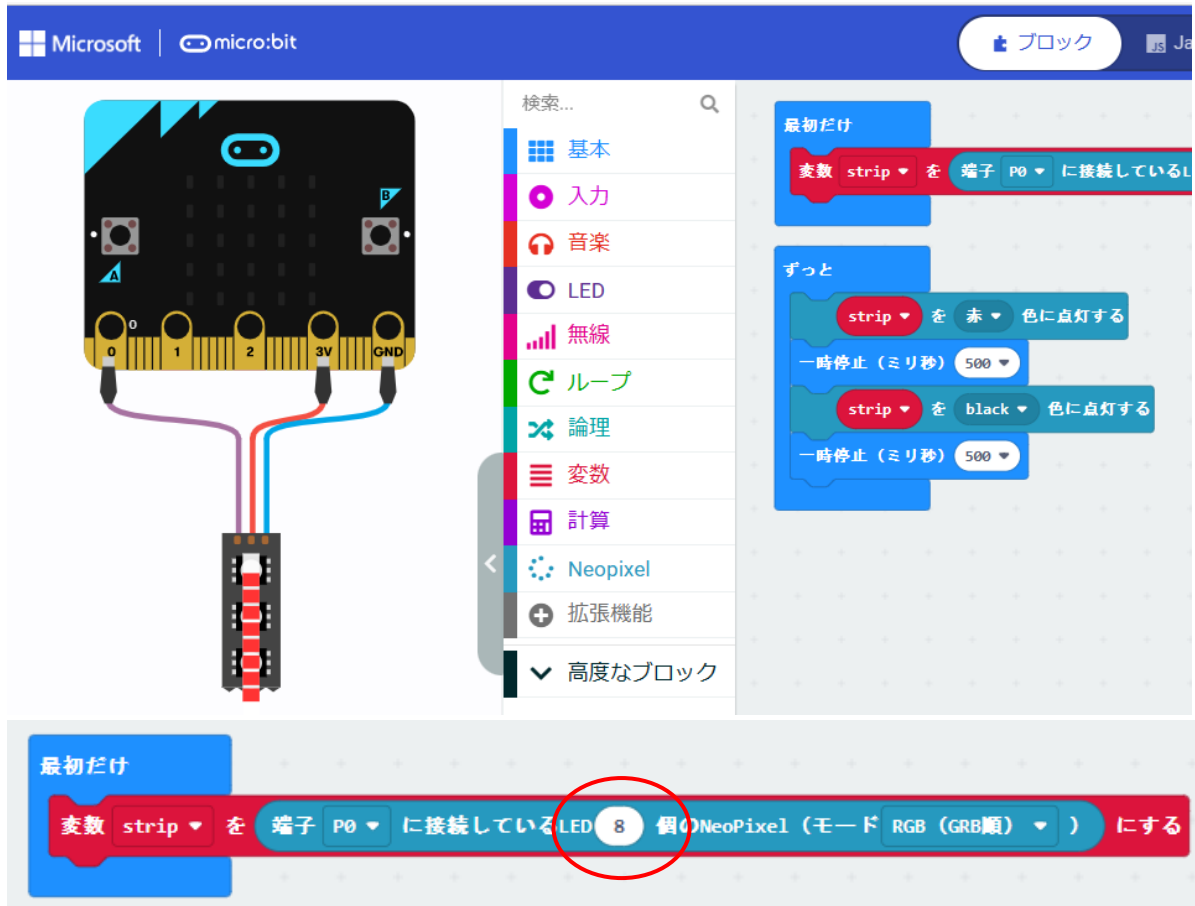 Microsoft micro:bit ブロック JS Ja
検索...
基本
入力
音楽
LED
無線
ループ
論理
変数
計算
Neopixel
拡張機能
高度なブロック
B
A
0
0 1 2 3V GND
最初だけ
変数 strip を 端子 P0 に接続しているL
ずっと
strip を 赤 色に点灯する
一時停止（ミリ秒） 500
strip を black 色に点灯する
一時停止（ミリ秒） 500
最初だけ
変数 strip を 端子 P0 に接続しているLED 8 個のNeoPixel（モード RGB（GRB順） ） にする